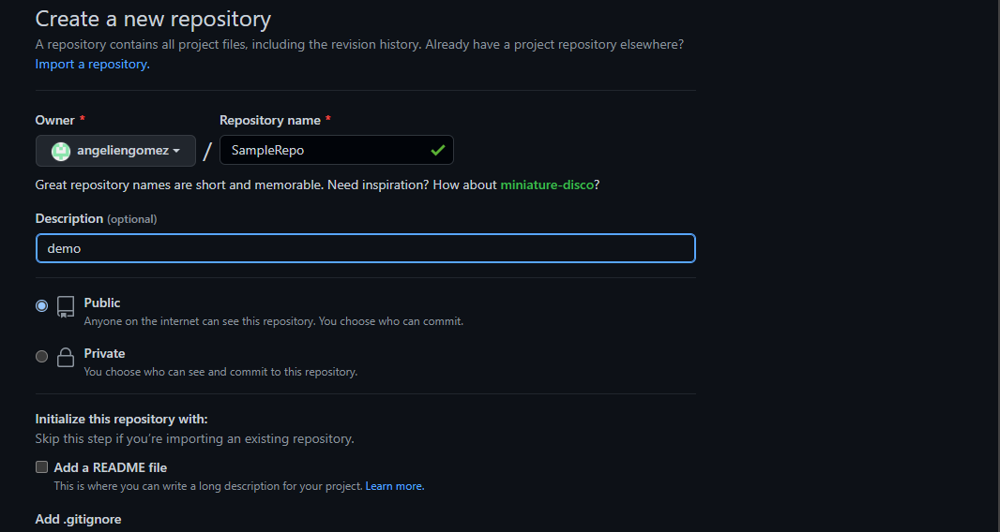 Create a new repository
A repository contains all project files, including the revision history. Already have a project repository elsewhere?
Import a repository.
Owner * Repository name *
angeliengomez / SampleRepo
Great repository names are short and memorable. Need inspiration? How about miniature-disco?
Description (optional)
demo
Public
Anyone on the internet can see this repository. You choose who can commit.
Private
You choose who can see and commit to this repository.
Initialize this repository with:
Skip this step if you're importing an existing repository.
Add a README file
This is where you can write a long description for your project. Learn more.
Add .gitignore